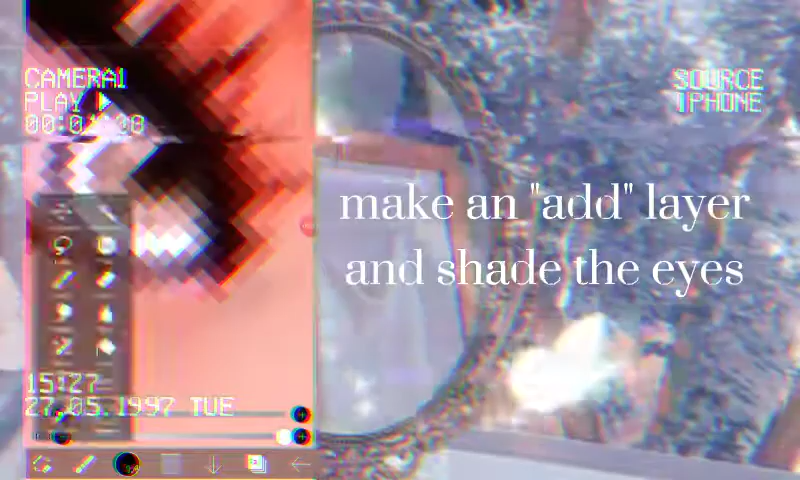 CAMERA1
PLAY
SOURCE
IPHONE
make an "add" layer
and shade the eyes
15:27
27.05.1997 TUE